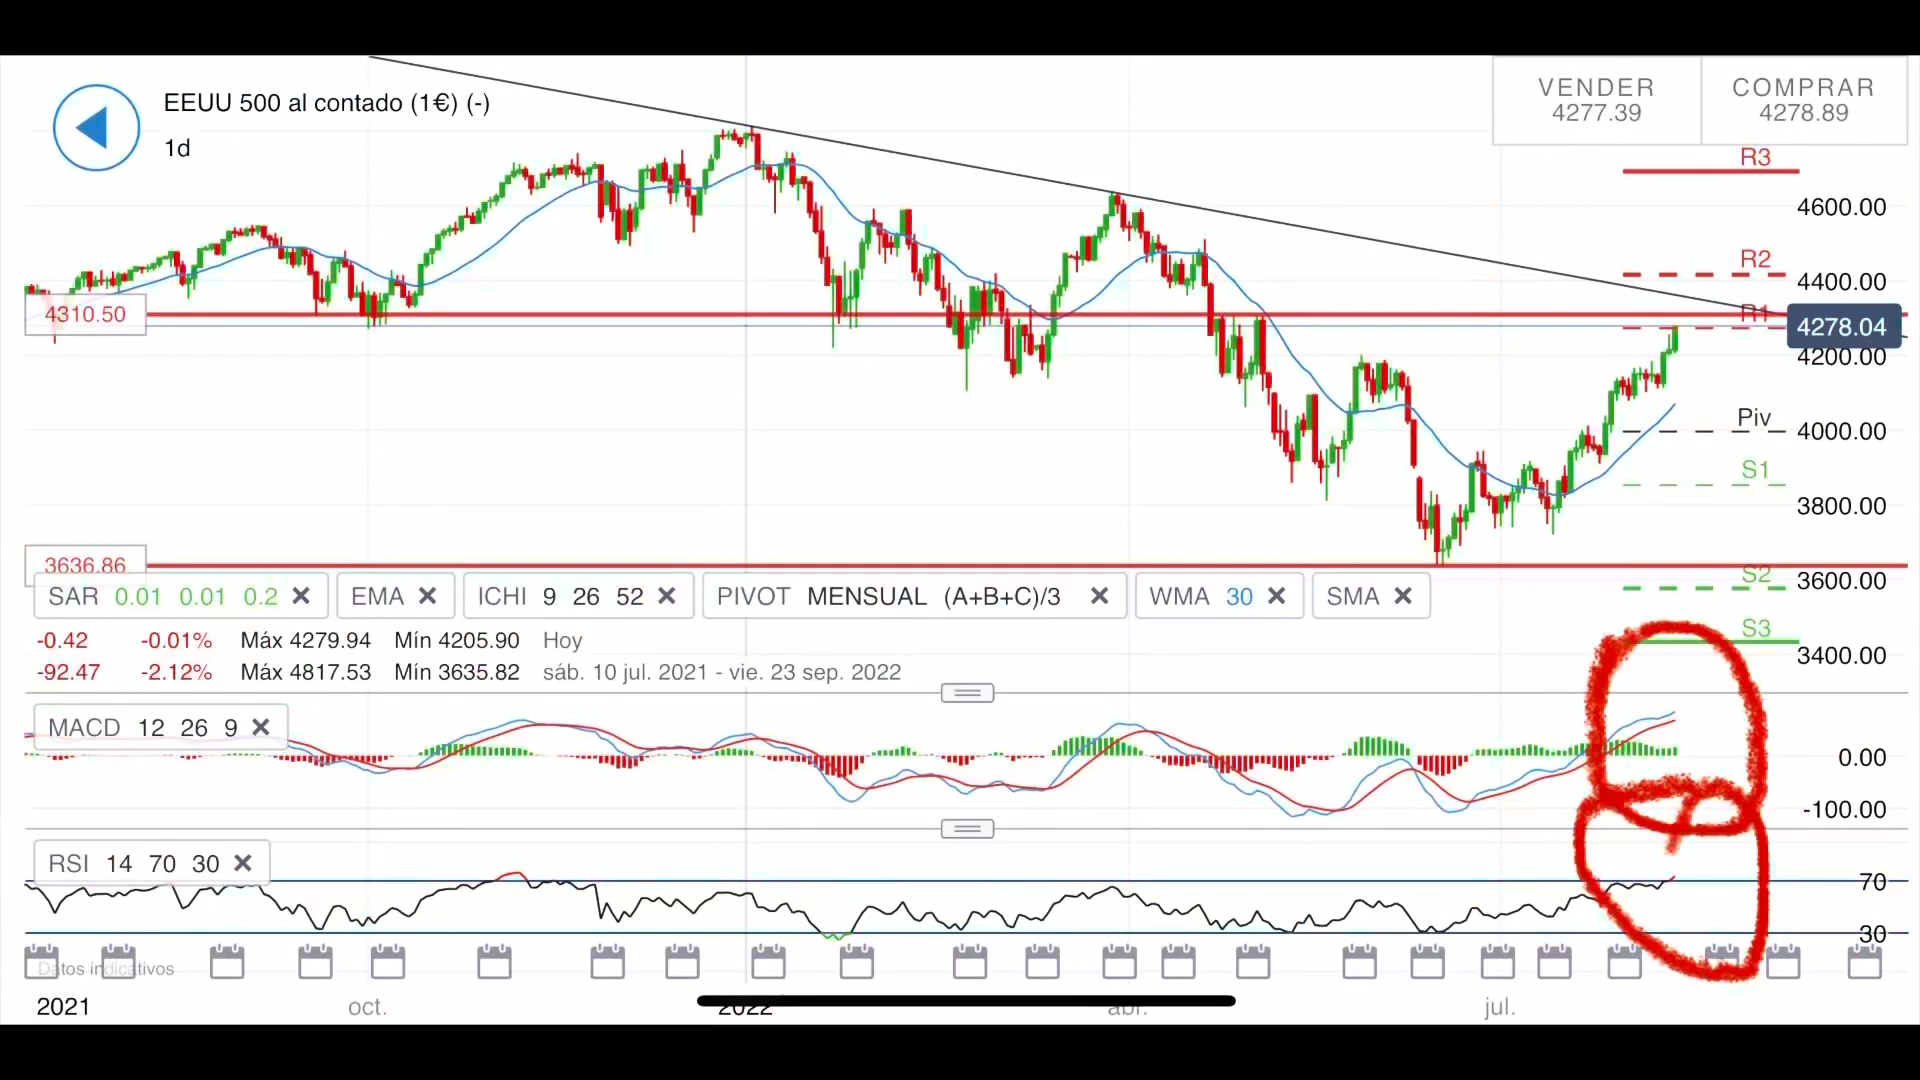 EEUU 500 al contado (1€) (-)
1d
VENDER
4277.39
COMPRAR
4278.89
R3
4600.00
R2
4400.00
4310.50
R1
4278.04
4200.00
Piv
4000.00
S1
3800.00
3636.86
S2
3600.00
SAR 0.01 0.01 0.2
EMA
ICHI 9 26 52
PIVOT MENSUAL (A+B+C)/3
WMA 30
SMA
S3
3400.00
-0.42 -0.01% Máx 4279.94 Mín 4205.90 Hoy
-92.47 -2.12% Máx 4817.53 Mín 3635.82 sáb. 10 jul. 2021 - vie. 23 sep. 2022
MACD 12 26 9
0.00
-100.00
RSI 14 70 30
70
30
Datos indicativos
2021 oct. 2022 abr. jul.